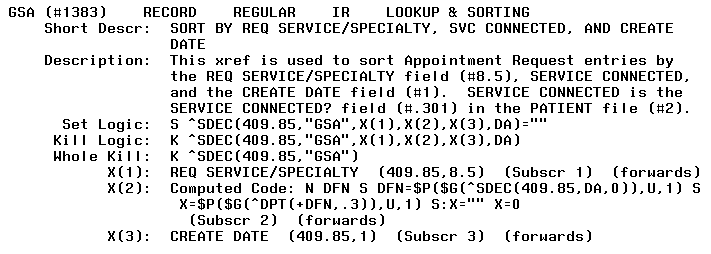 GSA (#1383)    RECORD    REGULAR    IR    LOOKUP & SORTING
Short Descr:  SORT BY REQ SERVICE/SPECIALTY, SVC CONNECTED, AND CREATE
DATE
Description:  This xref is used to sort Appointment Request entries by
the REQ SERVICE/SPECIALTY field (#8.5), SERVICE CONNECTED,
and the CREATE DATE field (#1).  SERVICE CONNECTED is the
SERVICE CONNECTED? field (#.301) in the PATIENT file (#2).
Set Logic:  S ^SDEC(409.85,"GSA",X(1),X(2),X(3),DA)=""
Kill Logic:  K ^SDEC(409.85,"GSA",X(1),X(2),X(3),DA)
Whole Kill:  K ^SDEC(409.85,"GSA")
X(1):  REQ SERVICE/SPECIALTY  (409.85,8.5)  (Subscr 1)  (forwards)
X(2):  Computed Code: N DFN S DFN=$P($G(^SDEC(409.85,DA,0)),U,1) S
X=$P($G(^DPT(+DFN,.3)),U,1) S:X="" X=0
(Subscr 2)  (forwards)
X(3):  CREATE DATE  (409.85,1)  (Subscr 3)  (forwards)